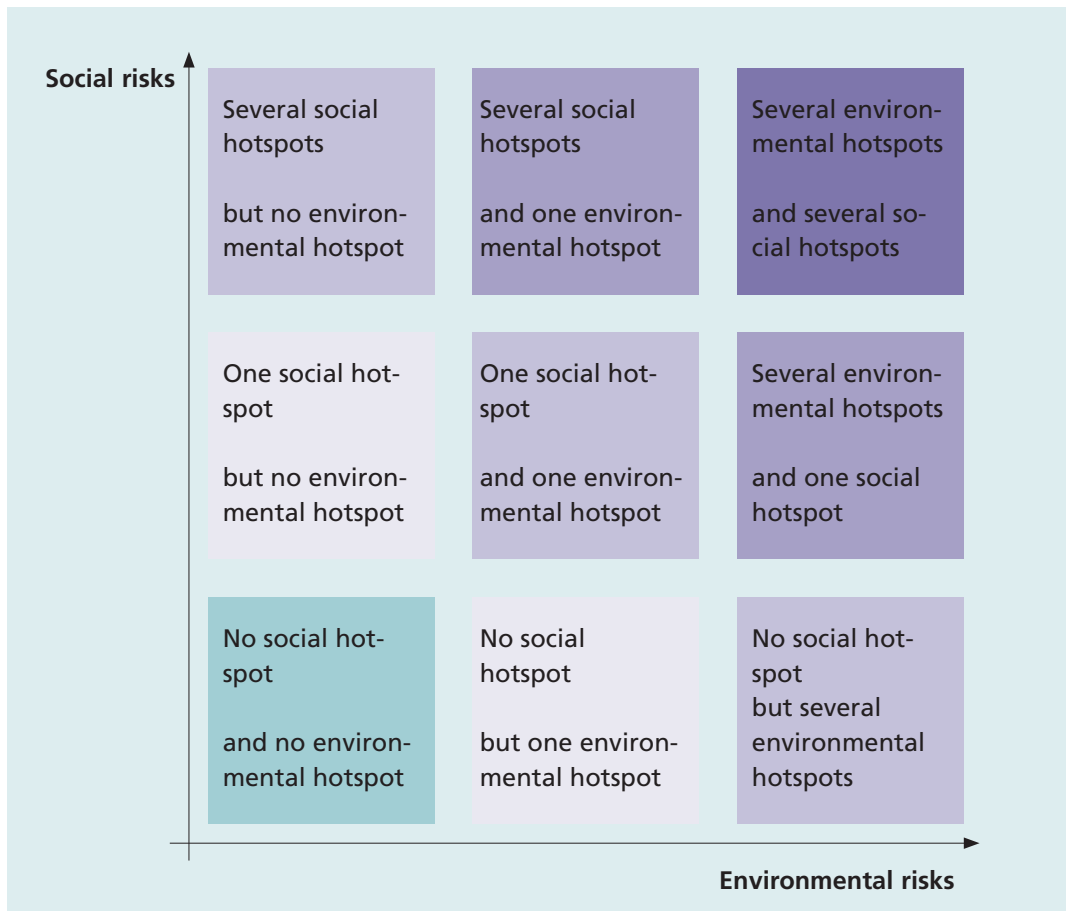 Social risks
Several social
hotspots
but no environ-
mental hotspot
Several social
hotspots
and one environ-
mental hotspot
Several environ-
mental hotspots
and several so-
cial hotspots
One social hot-
spot
but no environ-
mental hotspot
One social hot-
spot
and one environ-
mental hotspot
Several environ-
mental hotspots
and one social
hotspot
No social hot-
spot
and no environ-
mental hotspot
No social
hotspot
but one environ-
mental hotspot
No social hot-
spot
but several
environmental
hotspots
Environmental risks